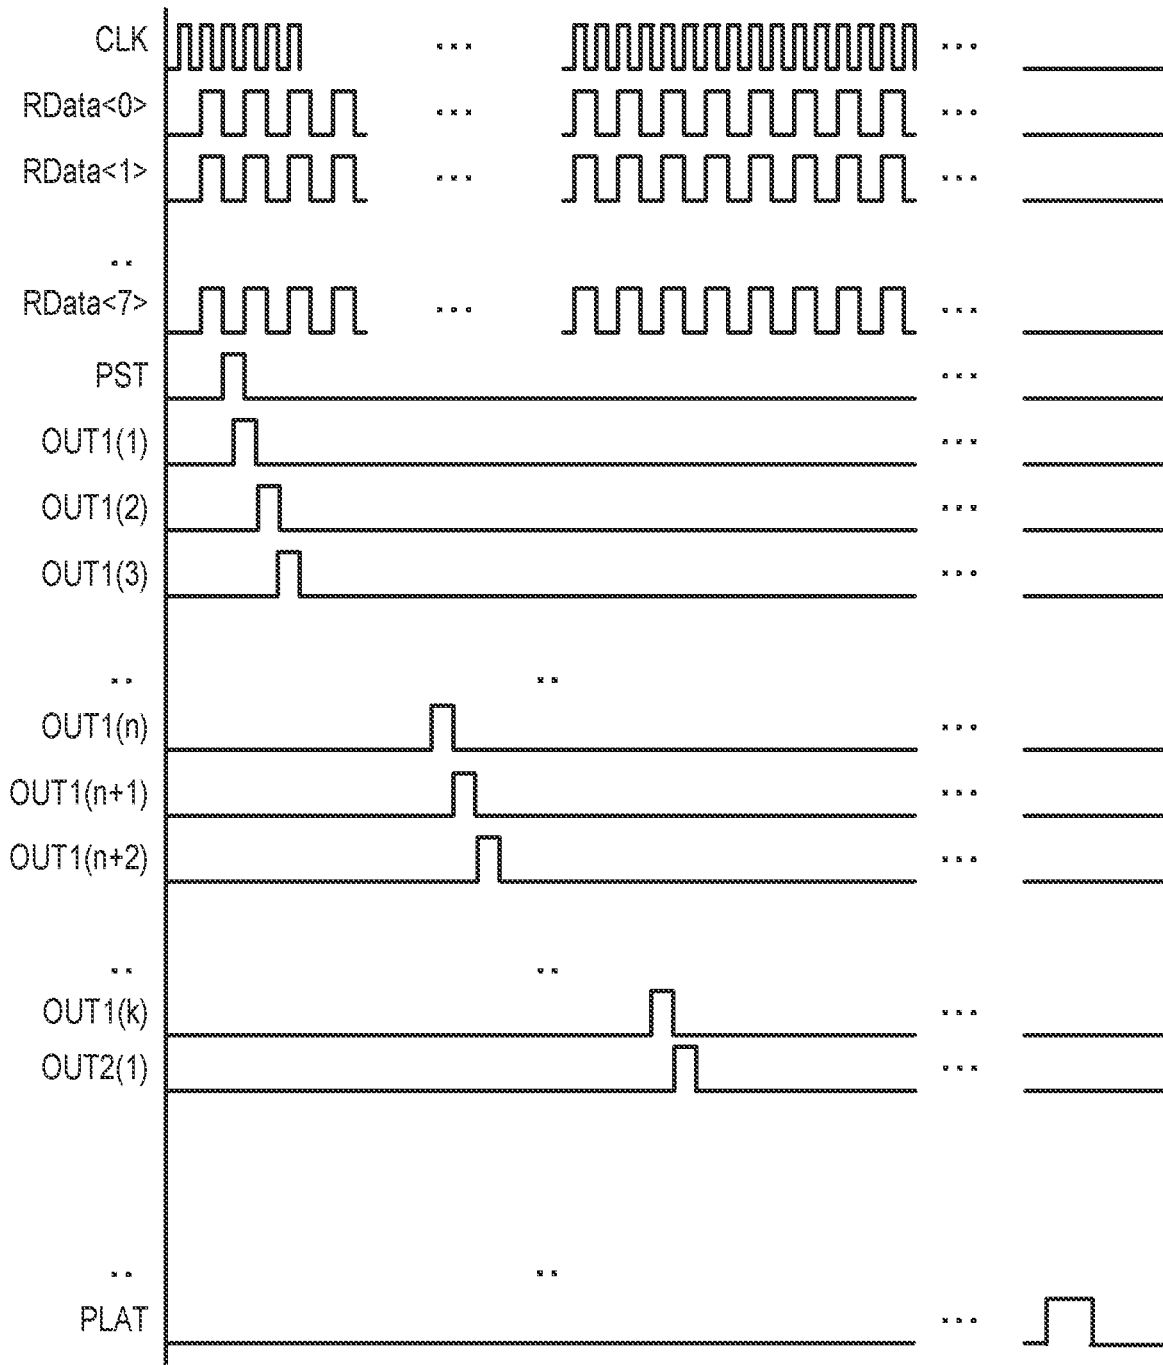 CLK
RData<0>
RData<1>
RData<7>
PST
OUT1(1)
OUT1(2)
OUT1(3)
OUT1(n)
OUT1(n+1)
OUT1(n+2)
OUT1(k)
OUT2(1)
PLAT